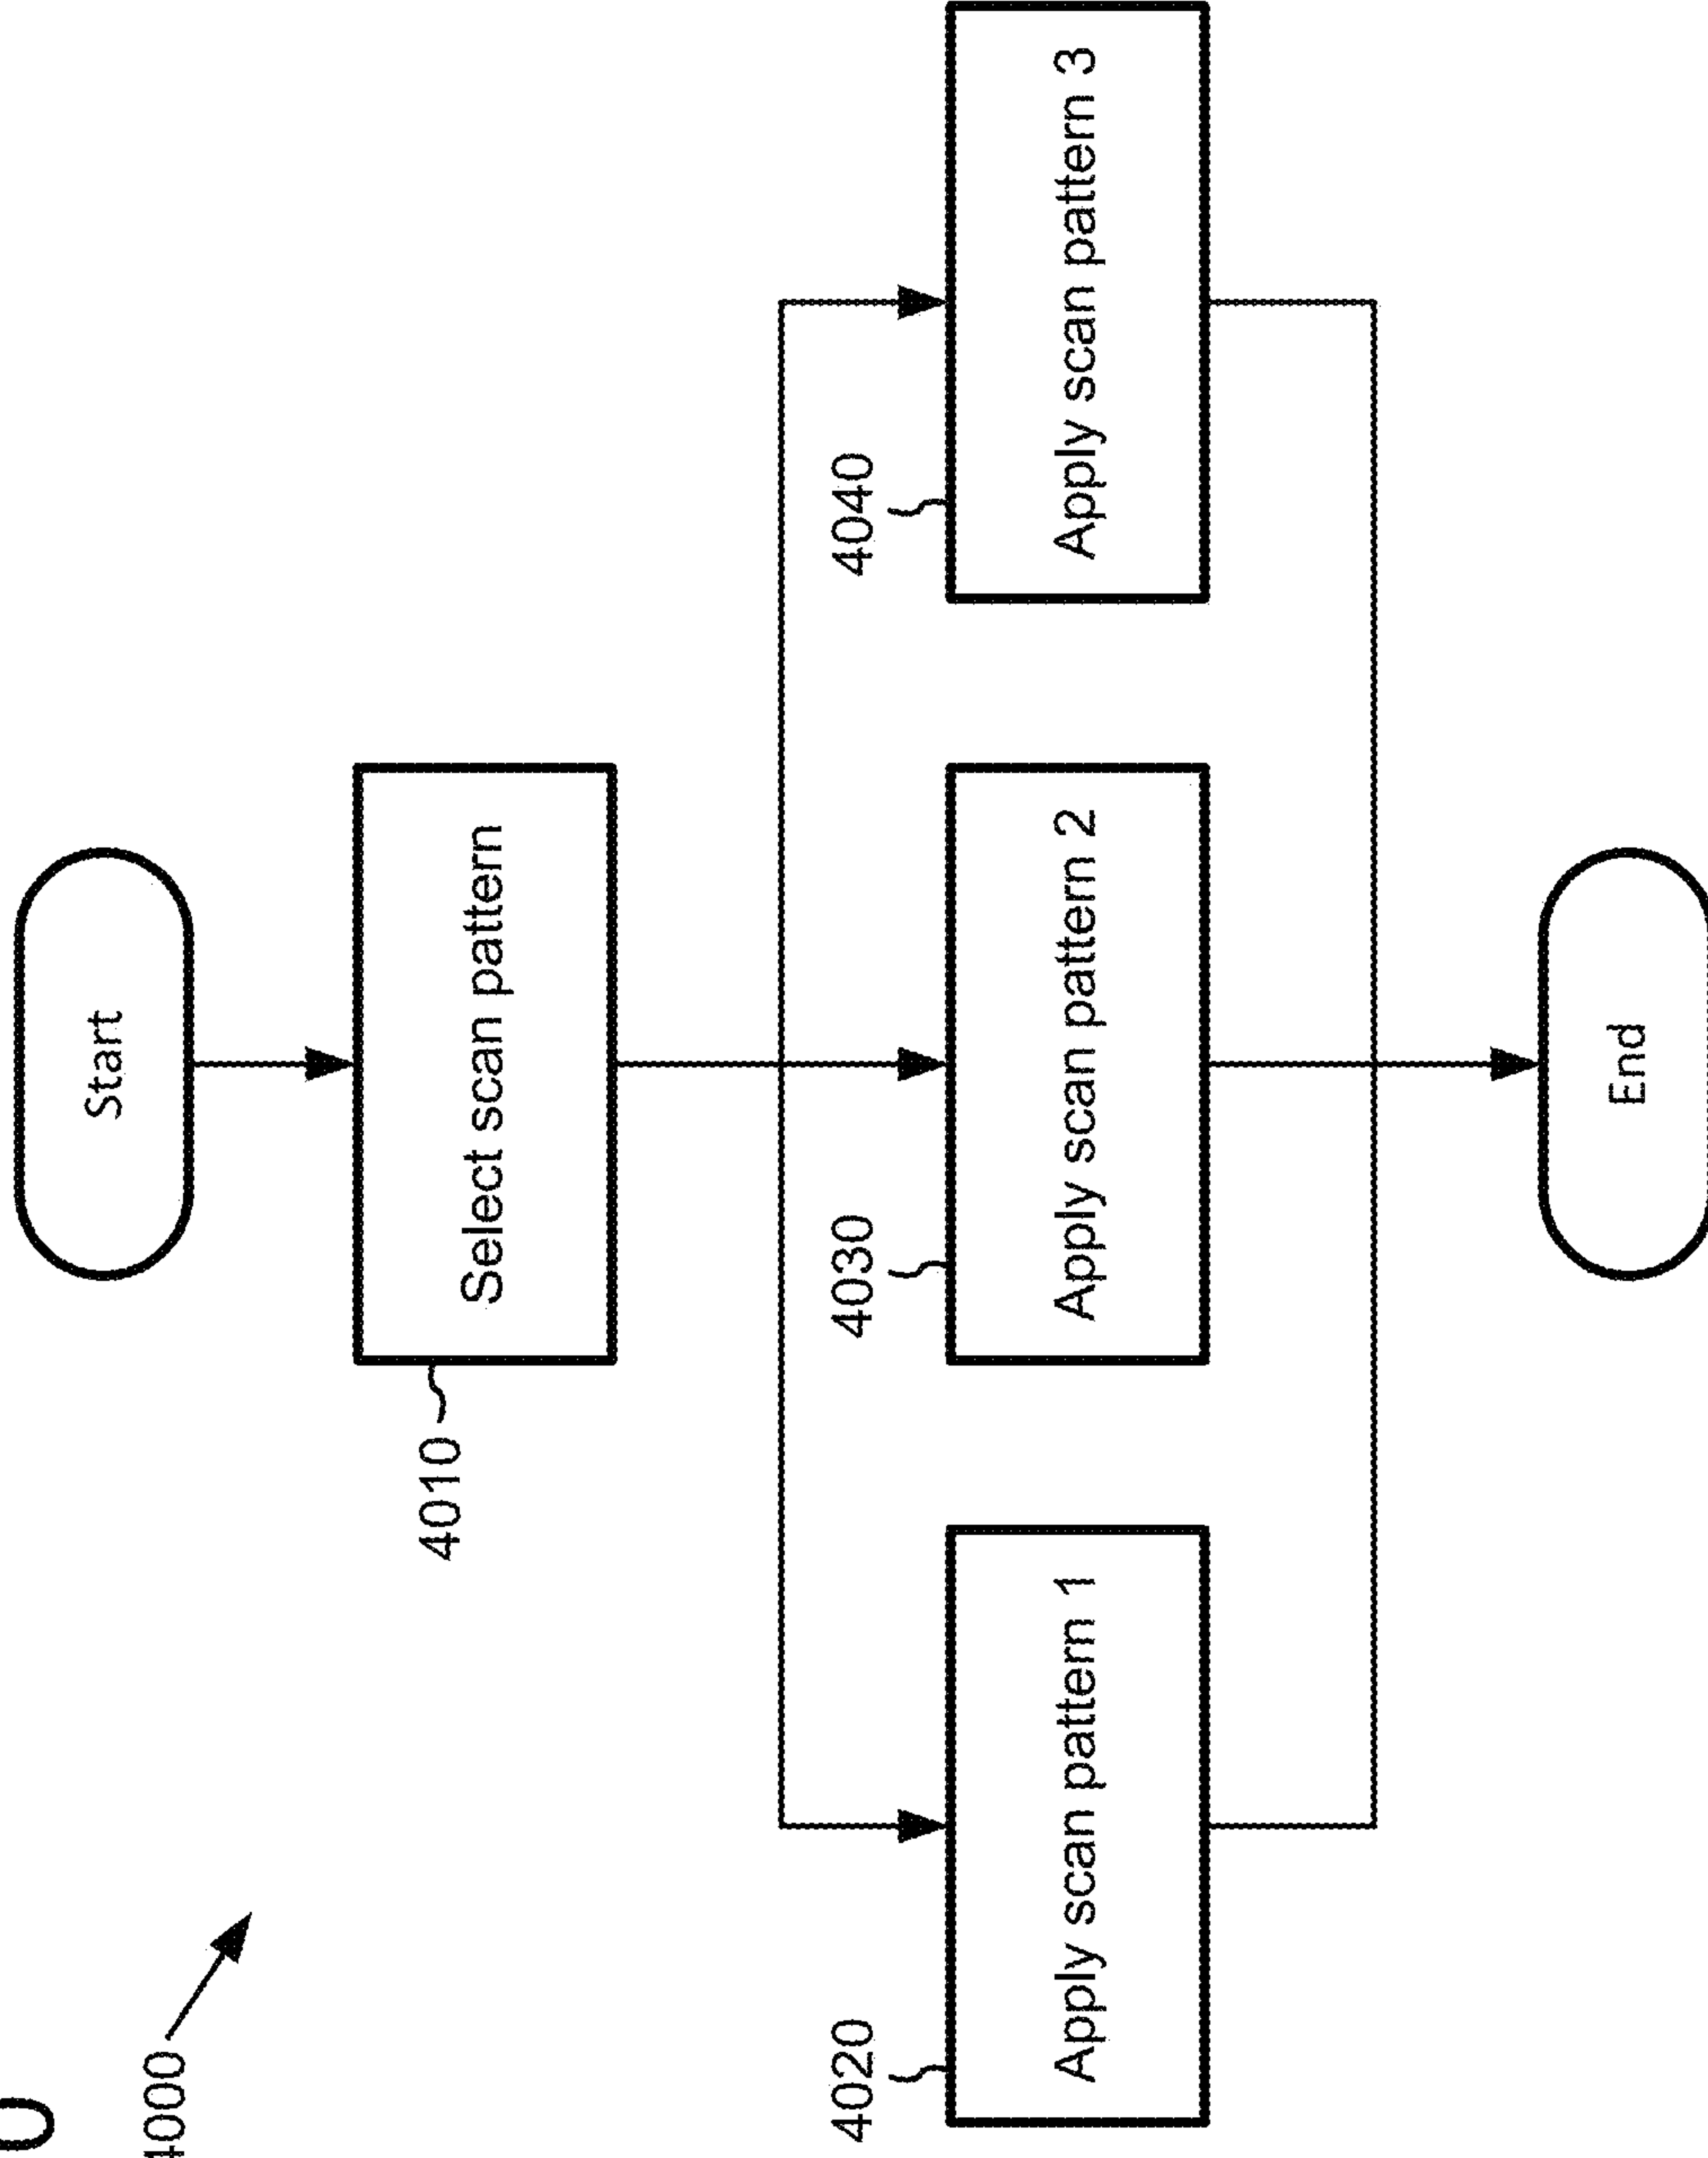 4000
Start
4010
Select scan pattern
4020
4030
4040
Apply scan pattern 1
Apply scan pattern 2
Apply scan pattern 3
End